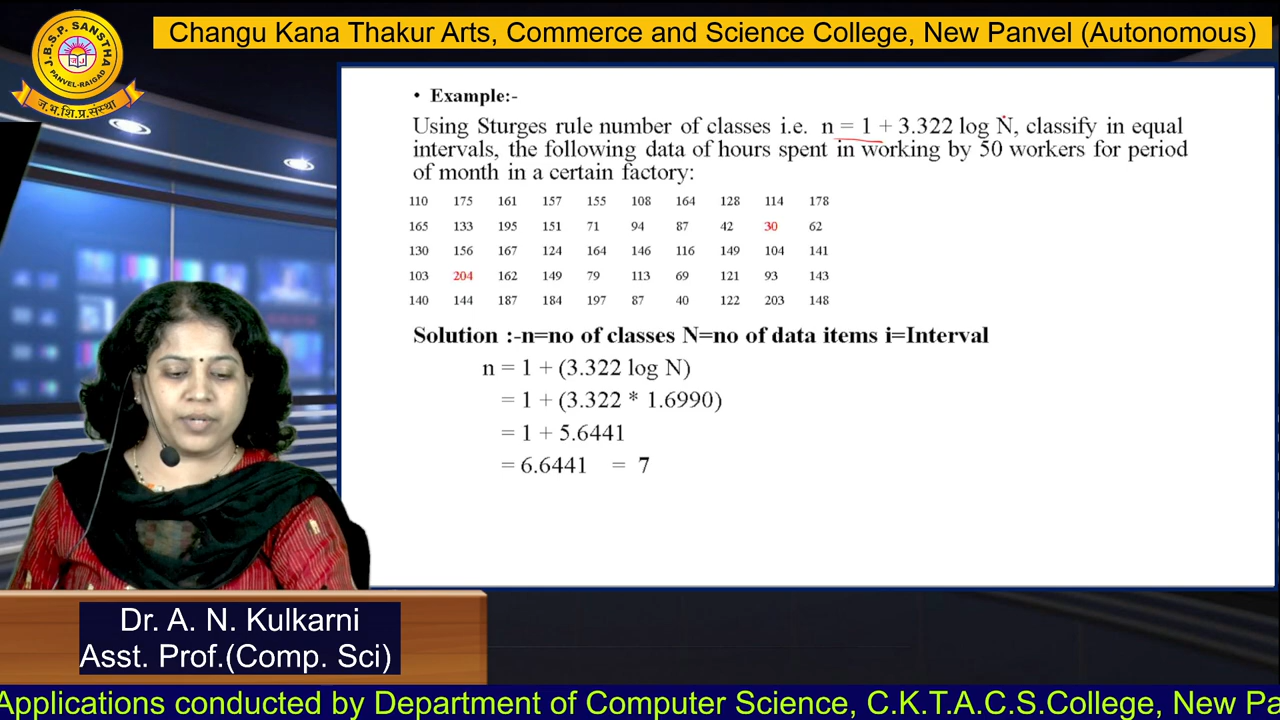 J.B.S.P. SANSTHA
PANVEL-RAIGAD
ज.भ.शि.प्र.संस्था
Changu Kana Thakur Arts, Commerce and Science College, New Panvel (Autonomous)
• Example:-
Using Sturges rule number of classes i.e. n = 1 + 3.322 log N, classify in equal
intervals, the following data of hours spent in working by 50 workers for period
of month in a certain factory:
110 175 161 157 155 108 164 128 114 178
165 133 195 151 71 94 87 42 30 62
130 156 167 124 164 146 116 149 104 141
103 204 162 149 79 113 69 121 93 143
140 144 187 184 197 87 40 122 203 148
Solution :-n=no of classes N=no of data items i=Interval
n = 1 + (3.322 log N)
= 1 + (3.322 * 1.6990)
= 1 + 5.6441
= 6.6441 = 7
Dr. A. N. Kulkarni
Asst. Prof.(Comp. Sci)
Applications conducted by Department of Computer Science, C.K.T.A.C.S.College, New Pa